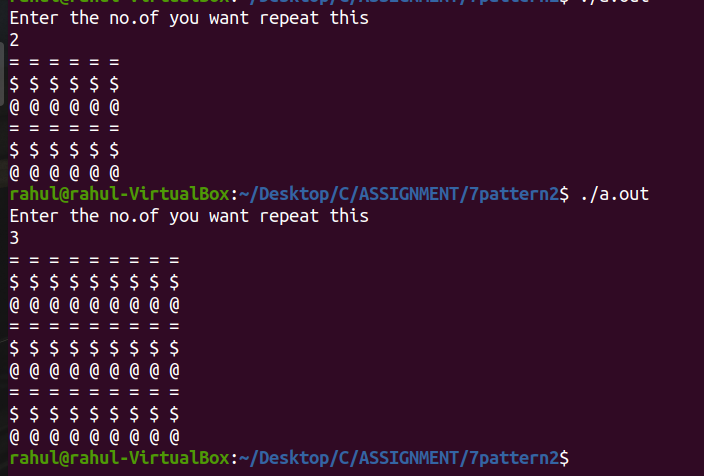 rahul@rahul-VirtualBox:~/Desktop/C/ASSIGNMENT/7pattern2$ ./a.out
Enter the no.of you want repeat this
2
= = = = = =
$ $ $ $ $ $
@ @ @ @ @ @
= = = = = =
$ $ $ $ $ $
@ @ @ @ @ @
rahul@rahul-VirtualBox:~/Desktop/C/ASSIGNMENT/7pattern2$ ./a.out
Enter the no.of you want repeat this
3
= = = = = = = = =
$ $ $ $ $ $ $ $ $
@ @ @ @ @ @ @ @ @
= = = = = = = = =
$ $ $ $ $ $ $ $ $
@ @ @ @ @ @ @ @ @
= = = = = = = = =
$ $ $ $ $ $ $ $ $
@ @ @ @ @ @ @ @ @
rahul@rahul-VirtualBox:~/Desktop/C/ASSIGNMENT/7pattern2$